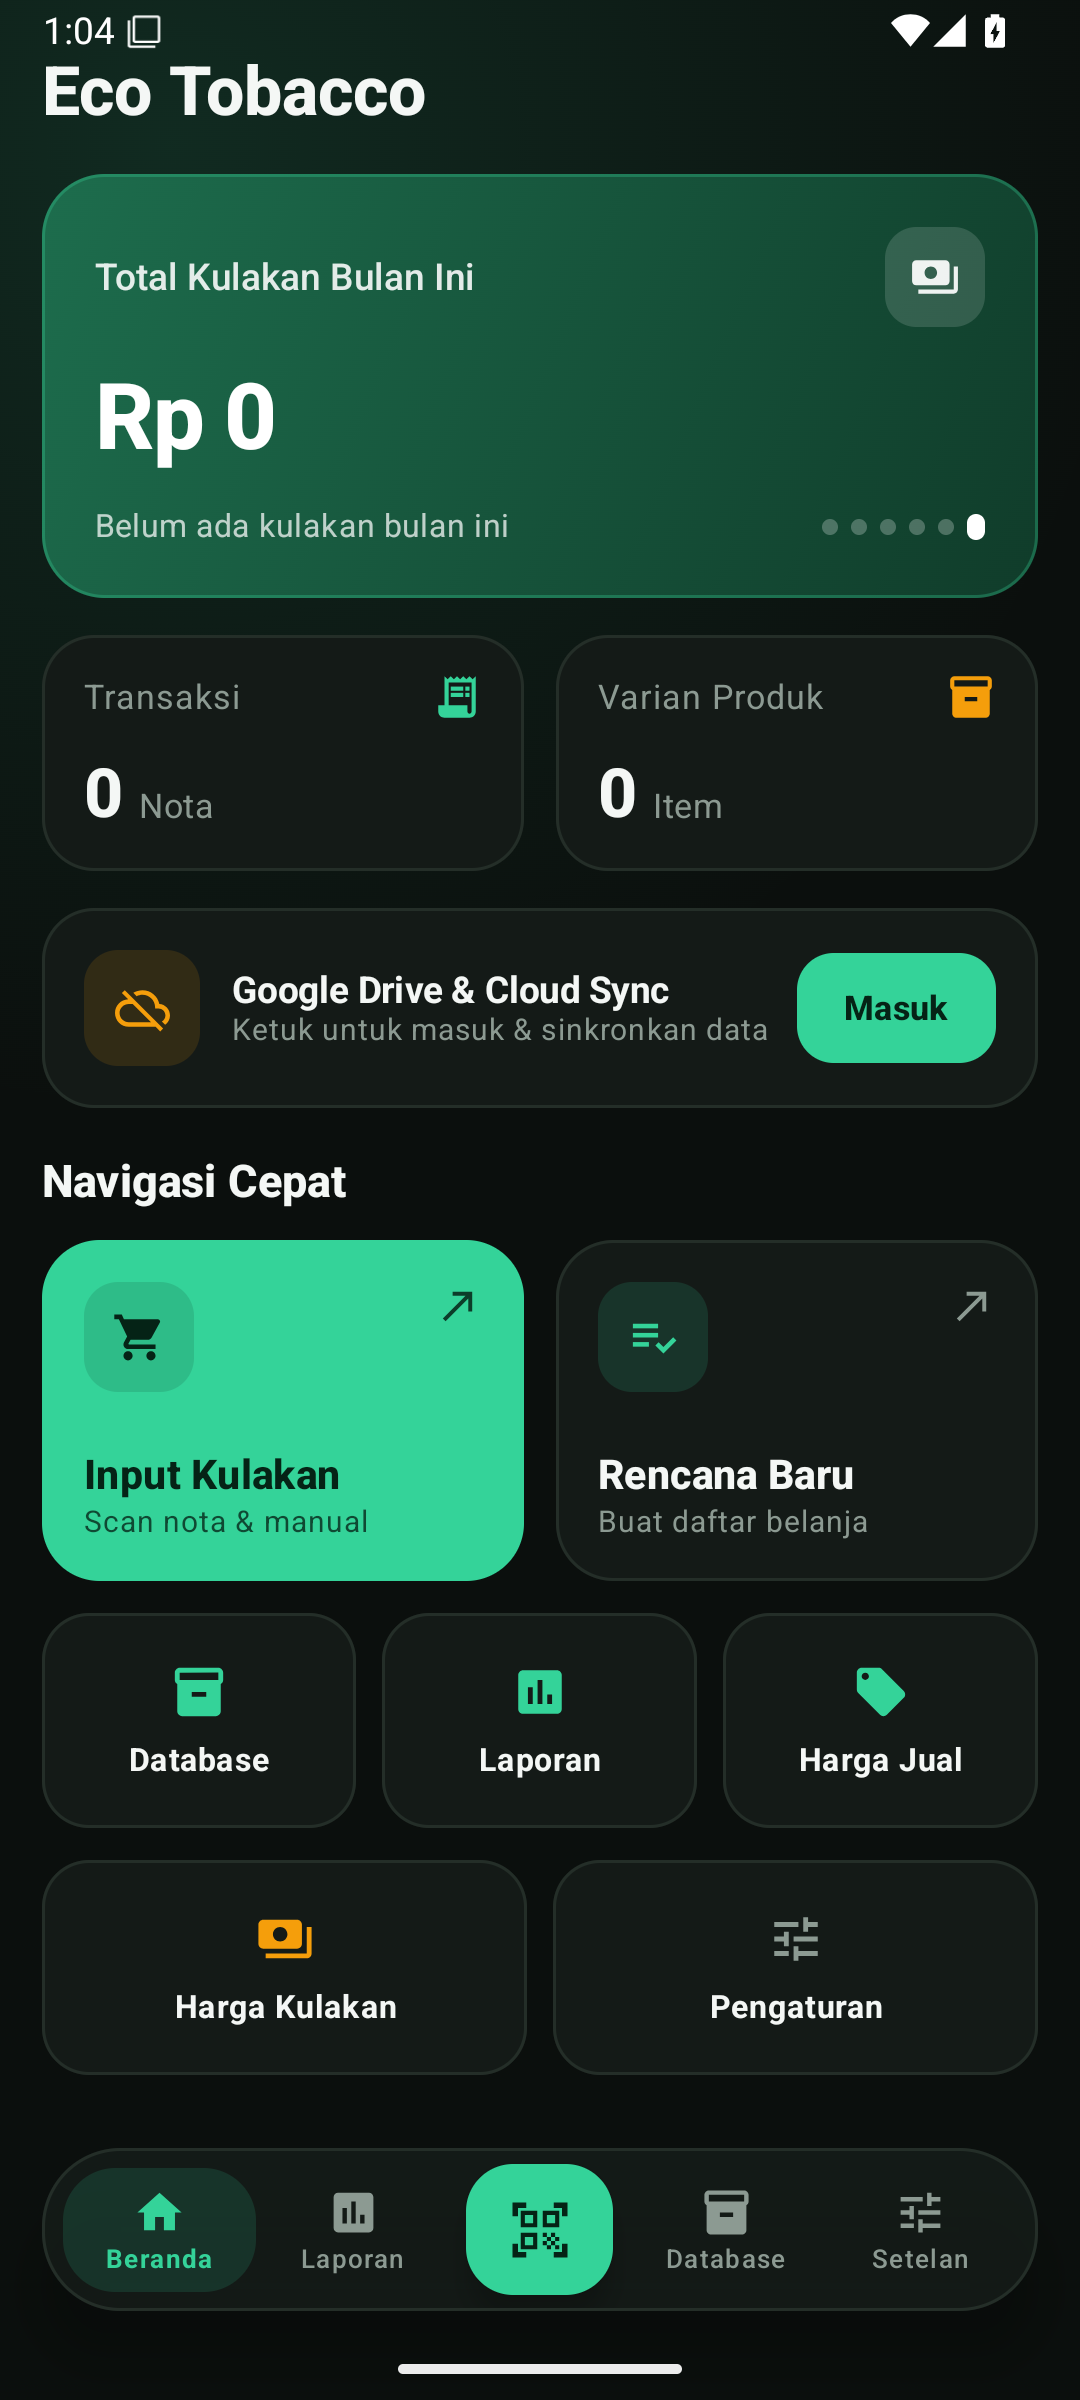 1:04
Eco Tobacco
Total Kulakan Bulan Ini
Rp 0
Belum ada kulakan bulan ini
Transaksi
0 Nota
Varian Produk
0 Item
Google Drive & Cloud Sync
Ketuk untuk masuk & sinkronkan data
Masuk
Navigasi Cepat
Input Kulakan
Scan nota & manual
Rencana Baru
Buat daftar belanja
Database
Laporan
Harga Jual
Harga Kulakan
Pengaturan
Beranda
Laporan
Database
Setelan